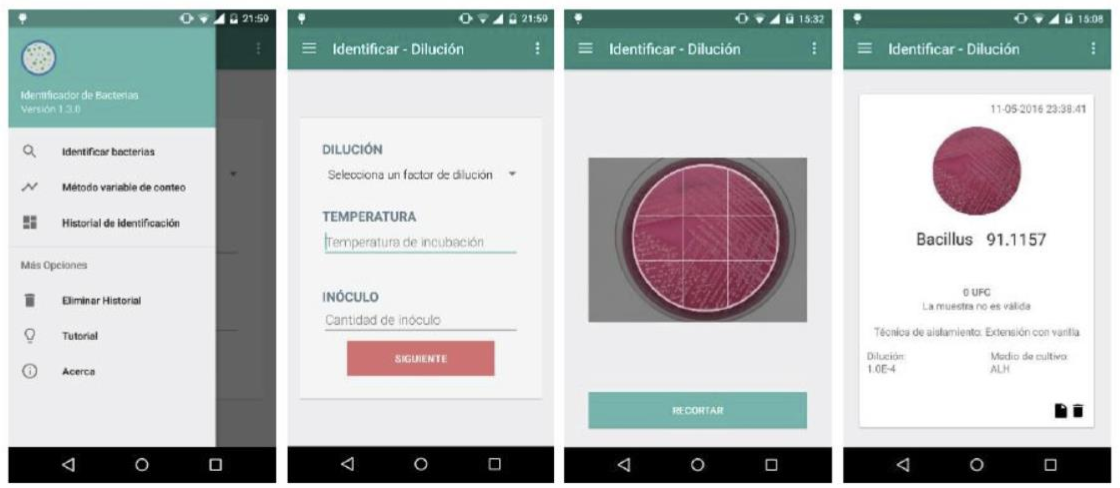 21:59
Identificador de Bacterias
Versión 1.3.0
Identificar bacterias
Método variable de conteo
Historial de identificación
Más Opciones
Eliminar Historial
Tutorial
Acerca
21:59
Identificar - Dilución
DILUCIÓN
Selecciona un factor de dilución
TEMPERATURA
Temperatura de incubación
INÓCULO
Cantidad de inóculo
SIGUIENTE
15:32
Identificar - Dilución
RECORTAR
15:08
Identificar - Dilución
11-05-2016 23:38:41
Bacillus 91.1157
0 UFC
La muestra no es válida
Técnica de aislamiento: Extensión con varilla
Dilución: Medio de cultivo:
1.0E-4 ALH